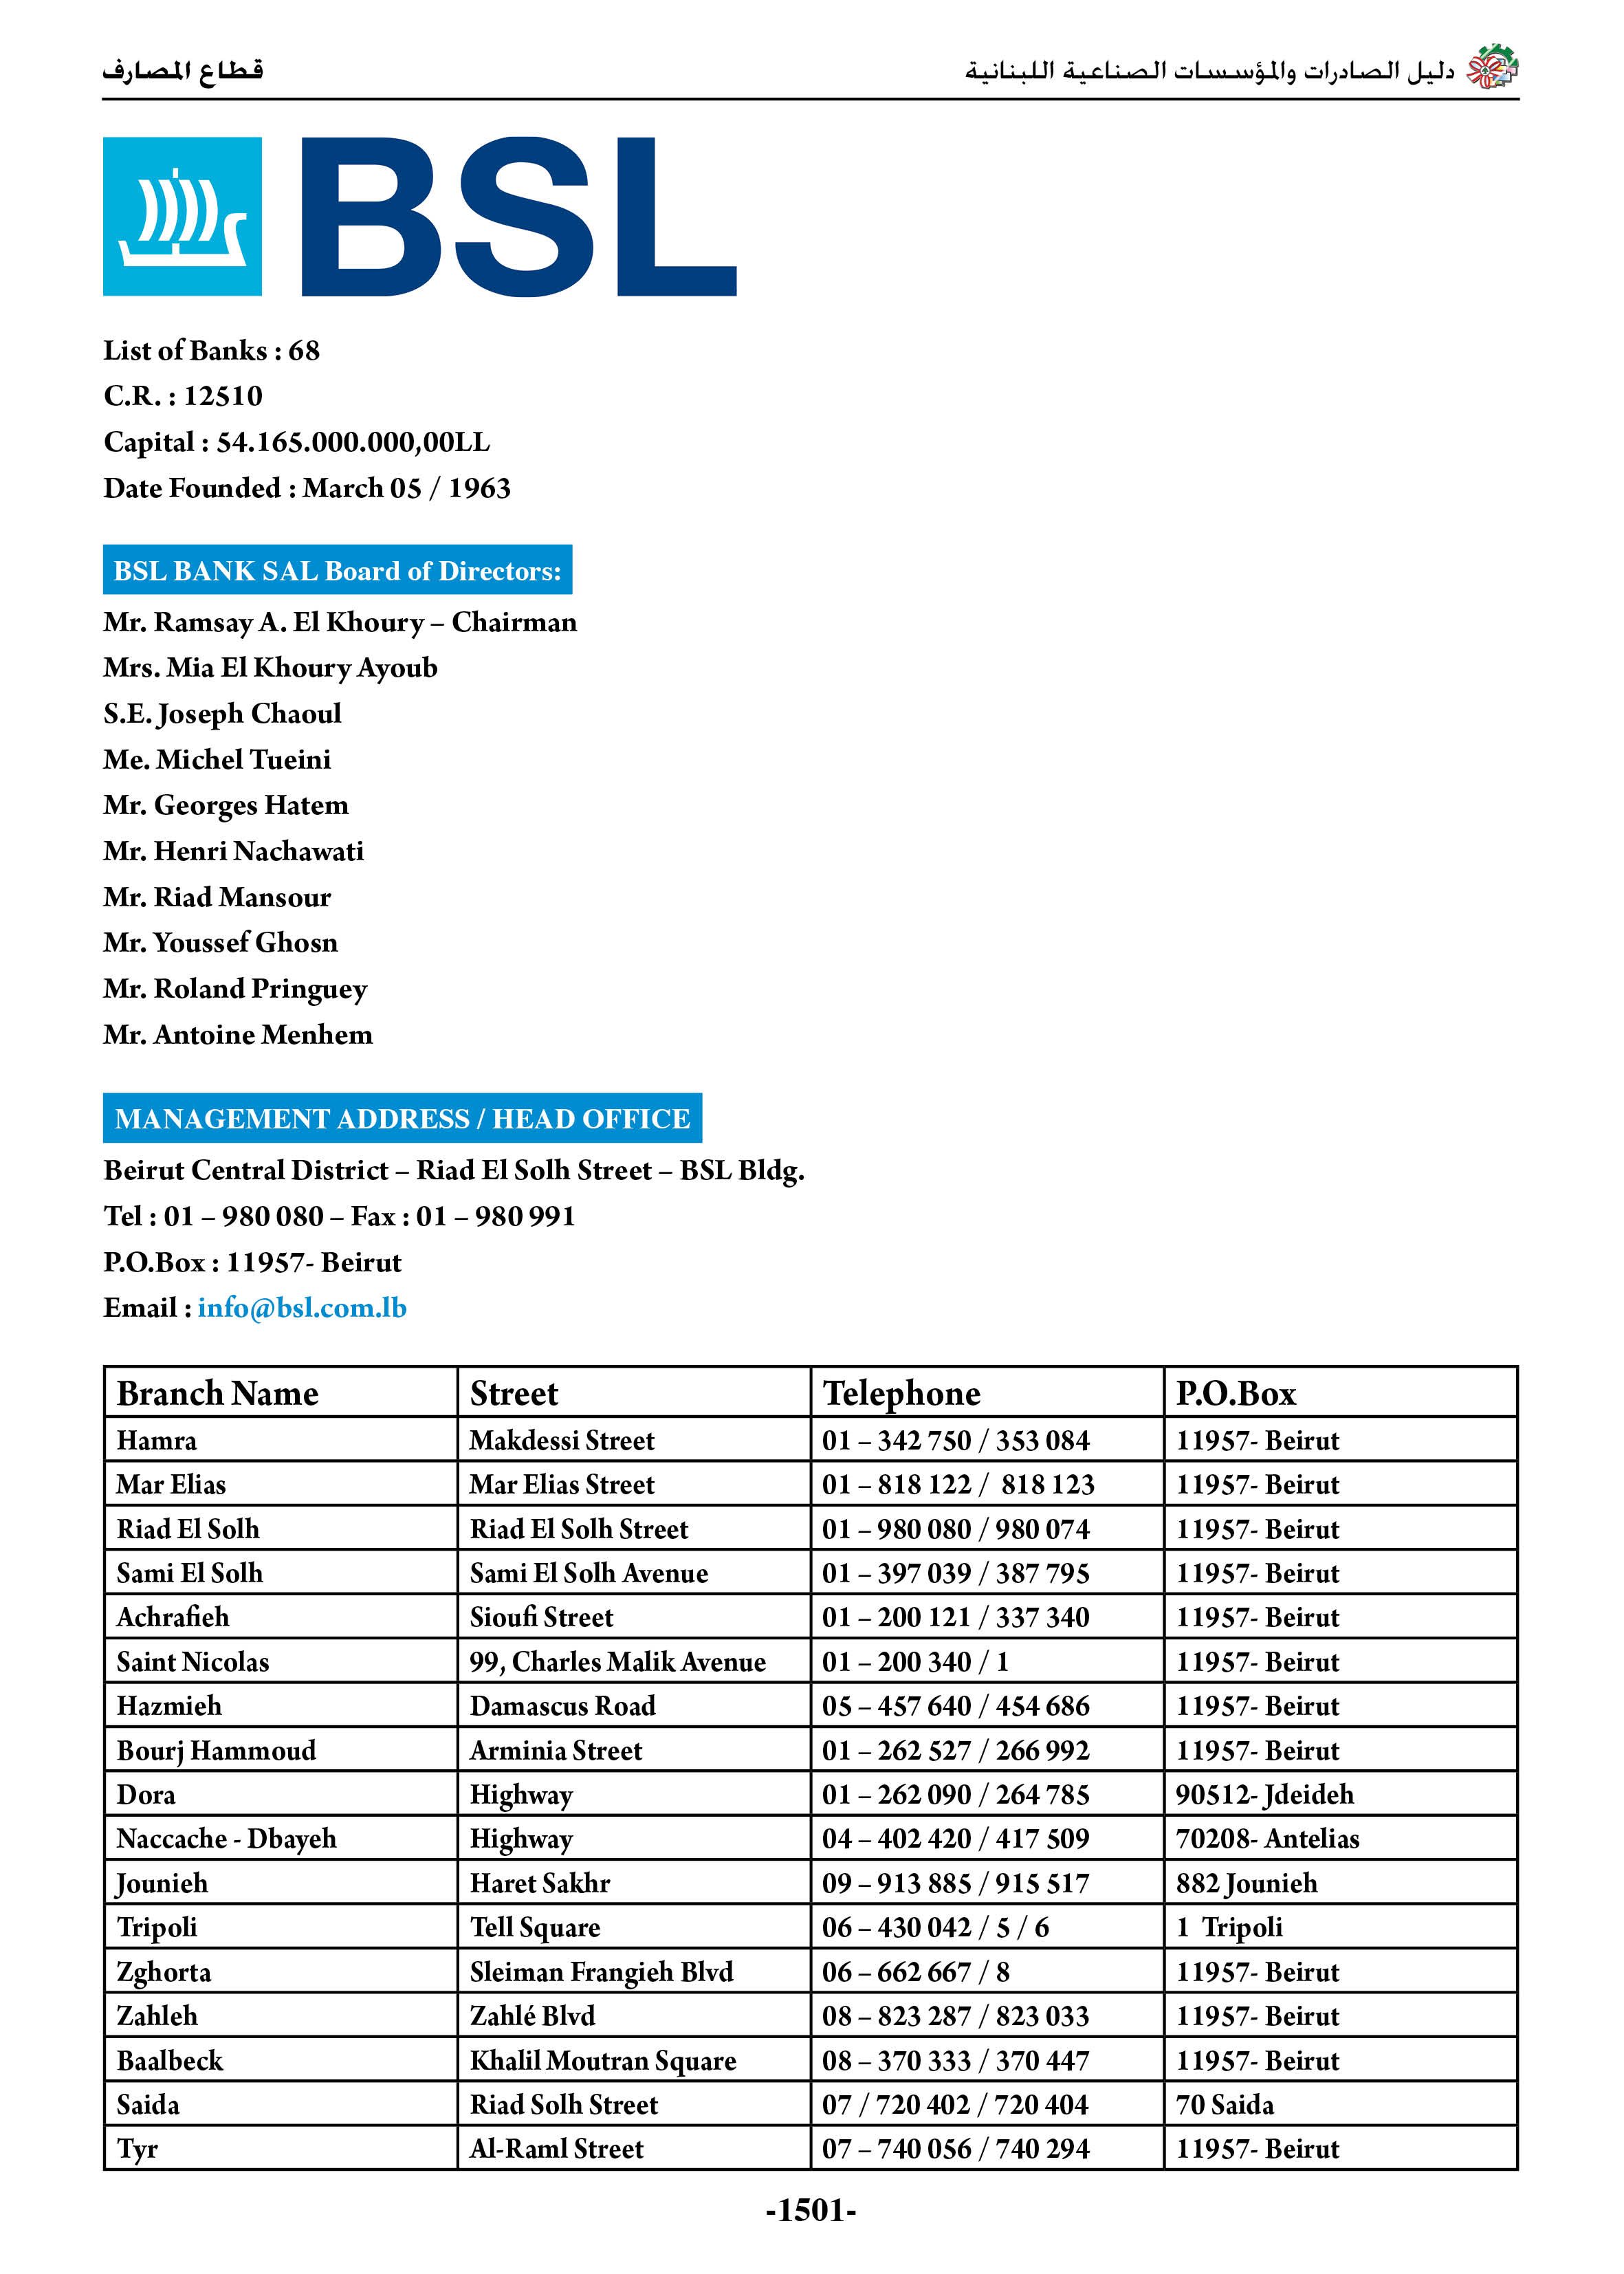 دليل الصادرات والمؤسسات الصناعية اللبنانية
قطاع المصارف
BSL
List of Banks : 68
C.R. : 12510
Capital : 54.165.000.000,00LL
Date Founded : March 05 / 1963
BSL BANK SAL Board of Directors:
Mr. Ramsay A. El Khoury – Chairman
Mrs. Mia El Khoury Ayoub
S.E. Joseph Chaoul
Me. Michel Tueini
Mr. Georges Hatem
Mr. Henri Nachawati
Mr. Riad Mansour
Mr. Youssef Ghosn
Mr. Roland Pringuey
Mr. Antoine Menhem
MANAGEMENT ADDRESS / HEAD OFFICE
Beirut Central District – Riad El Solh Street – BSL Bldg.
Tel : 01 – 980 080 – Fax : 01 – 980 991
P.O.Box : 11957- Beirut
Email : info@bsl.com.lb
Branch Name Street Telephone P.O.Box
Hamra Makdessi Street 01 – 342 750 / 353 084 11957- Beirut
Mar Elias Mar Elias Street 01 – 818 122 / 818 123 11957- Beirut
Riad El Solh Riad El Solh Street 01 – 980 080 / 980 074 11957- Beirut
Sami El Solh Sami El Solh Avenue 01 – 397 039 / 387 795 11957- Beirut
Achrafieh Sioufi Street 01 – 200 121 / 337 340 11957- Beirut
Saint Nicolas 99, Charles Malik Avenue 01 – 200 340 / 1 11957- Beirut
Hazmieh Damascus Road 05 – 457 640 / 454 686 11957- Beirut
Bourj Hammoud Arminia Street 01 – 262 527 / 266 992 11957- Beirut
Dora Highway 01 – 262 090 / 264 785 90512- Jdeideh
Naccache - Dbayeh Highway 04 – 402 420 / 417 509 70208- Antelias
Jounieh Haret Sakhr 09 – 913 885 / 915 517 882 Jounieh
Tripoli Tell Square 06 – 430 042 / 5 / 6 1 Tripoli
Zghorta Sleiman Frangieh Blvd 06 – 662 667 / 8 11957- Beirut
Zahleh Zahlé Blvd 08 – 823 287 / 823 033 11957- Beirut
Baalbeck Khalil Moutran Square 08 – 370 333 / 370 447 11957- Beirut
Saida Riad Solh Street 07 / 720 402 / 720 404 70 Saida
Tyr Al-Raml Street 07 – 740 056 / 740 294 11957- Beirut
-1501-